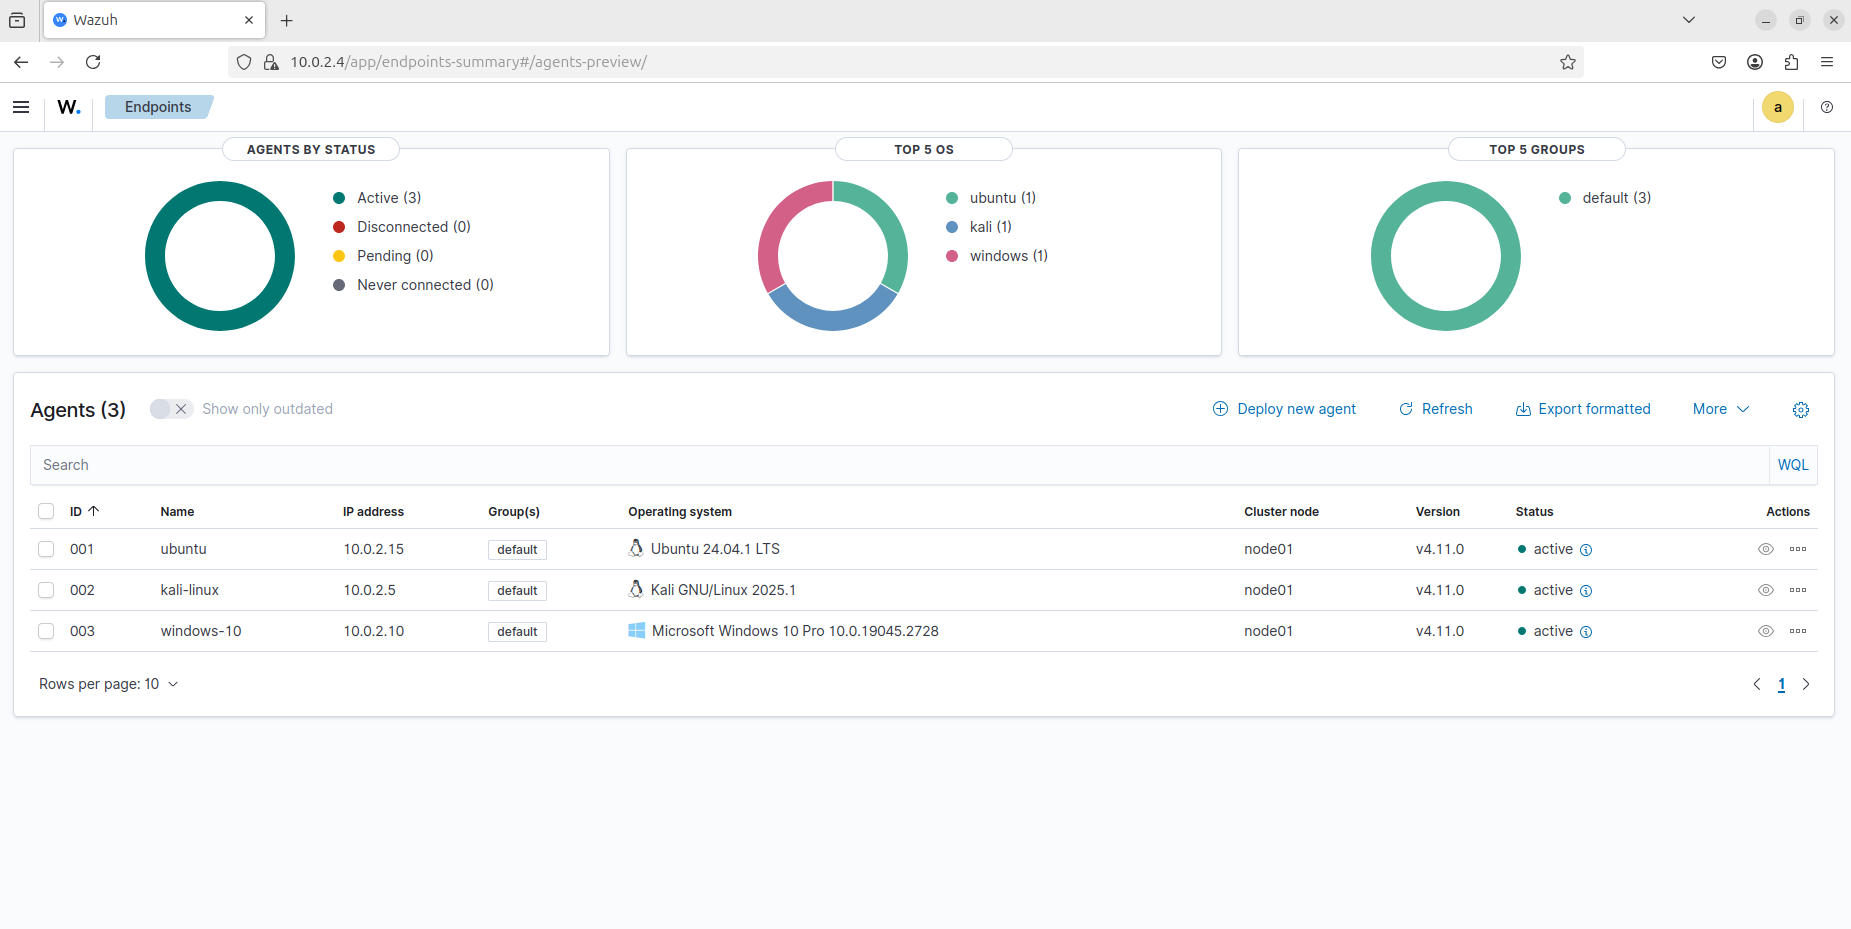 Wazuh
10.0.2.4/app/endpoints-summary#/agents-preview/
W. Endpoints a
AGENTS BY STATUS
Active (3)
Disconnected (0)
Pending (0)
Never connected (0)
TOP 5 OS
ubuntu (1)
kali (1)
windows (1)
TOP 5 GROUPS
default (3)
Agents (3) Show only outdated Deploy new agent Refresh Export formatted More
Search WQL
ID Name IP address Group(s) Operating system Cluster node Version Status Actions
001 ubuntu 10.0.2.15 default Ubuntu 24.04.1 LTS node01 v4.11.0 active
002 kali-linux 10.0.2.5 default Kali GNU/Linux 2025.1 node01 v4.11.0 active
003 windows-10 10.0.2.10 default Microsoft Windows 10 Pro 10.0.19045.2728 node01 v4.11.0 active
Rows per page: 10 1